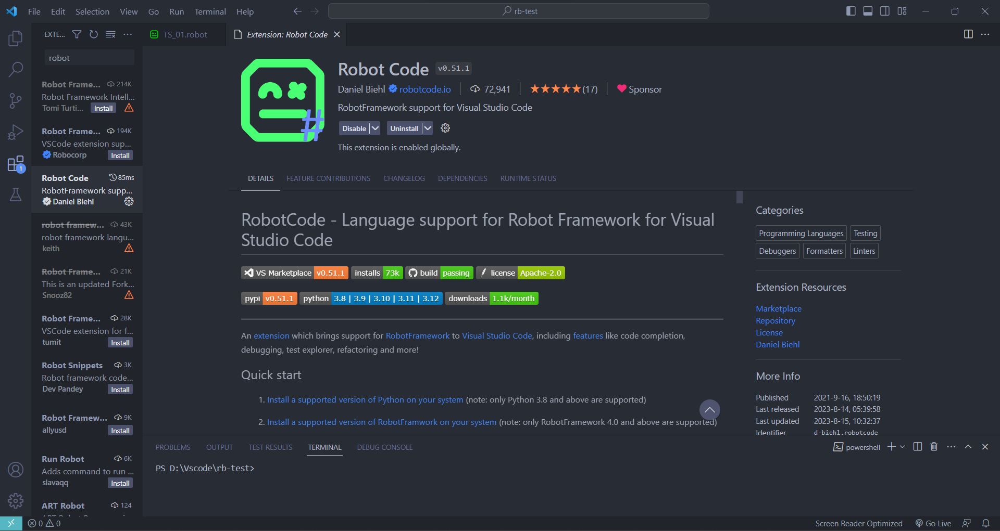 File Edit Selection View Go Run Terminal Help
rb-test
EXTE...
TS_01.robot
Extension: Robot Code
robot
Robot Frame... 214K
Robot Framework Intell...
Tomi Turti... Install
Robot Frame... 194K
VSCode extension sup...
Robocorp Install
Robot Code 85ms
RobotFramework supp...
Daniel Biehl
robot framew... 43K
robot framework langu...
keith
Robot Frame... 21K
This is an updated Fork...
Snooz82
Robot Frame... 28K
VSCode extension for f...
tumit Install
Robot Snippets 3K
Robot framework code...
Dev Pandey Install
Robot Framew... 9K
allyusd Install
Run Robot 6K
Adds command to run ...
slavaqq Install
ART Robot 124
1
Robot Code v0.51.1
Daniel Biehl robotcode.io 72,941 (17) Sponsor
RobotFramework support for Visual Studio Code
Disable Uninstall
This extension is enabled globally.
DETAILS FEATURE CONTRIBUTIONS CHANGELOG DEPENDENCIES RUNTIME STATUS
RobotCode - Language support for Robot Framework for Visual
Studio Code
VS Marketplace v0.51.1 installs 73k build passing license Apache-2.0
pypi v0.51.1 python 3.8 | 3.9 | 3.10 | 3.11 | 3.12 downloads 1.1k/month
An extension which brings support for RobotFramework to Visual Studio Code, including features like code completion,
debugging, test explorer, refactoring and more!
Quick start
1. Install a supported version of Python on your system (note: only Python 3.8 and above are supported)
2. Install a supported version of RobotFramwork on your system (note: only RobotFramework 4.0 and above are supported)
Categories
Programming Languages Testing
Debuggers Formatters Linters
Extension Resources
Marketplace
Repository
License
Daniel Biehl
More Info
Published 2021-9-16, 18:50:19
Last released 2023-8-14, 05:39:58
Last updated 2023-8-15, 10:32:37
Identifier d-biehl.robotcode
PROBLEMS OUTPUT TEST RESULTS TERMINAL DEBUG CONSOLE
powershell
PS D:\Vscode\rb-test>
0 0
Screen Reader Optimized Go Live